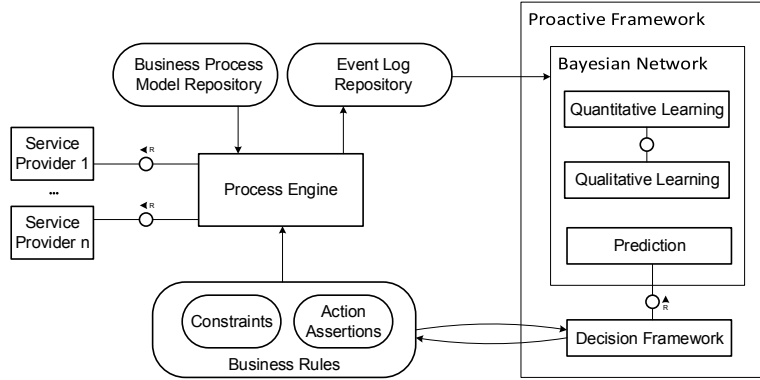 Proactive Framework
Business Process
Model Repository
Event Log
Repository
Bayesian Network
Quantitative Learning
Qualitative Learning
Prediction
Service
Provider 1
R
...
Service
Provider n
R
Process Engine
Constraints
Action
Assertions
Business Rules
R
Decision Framework